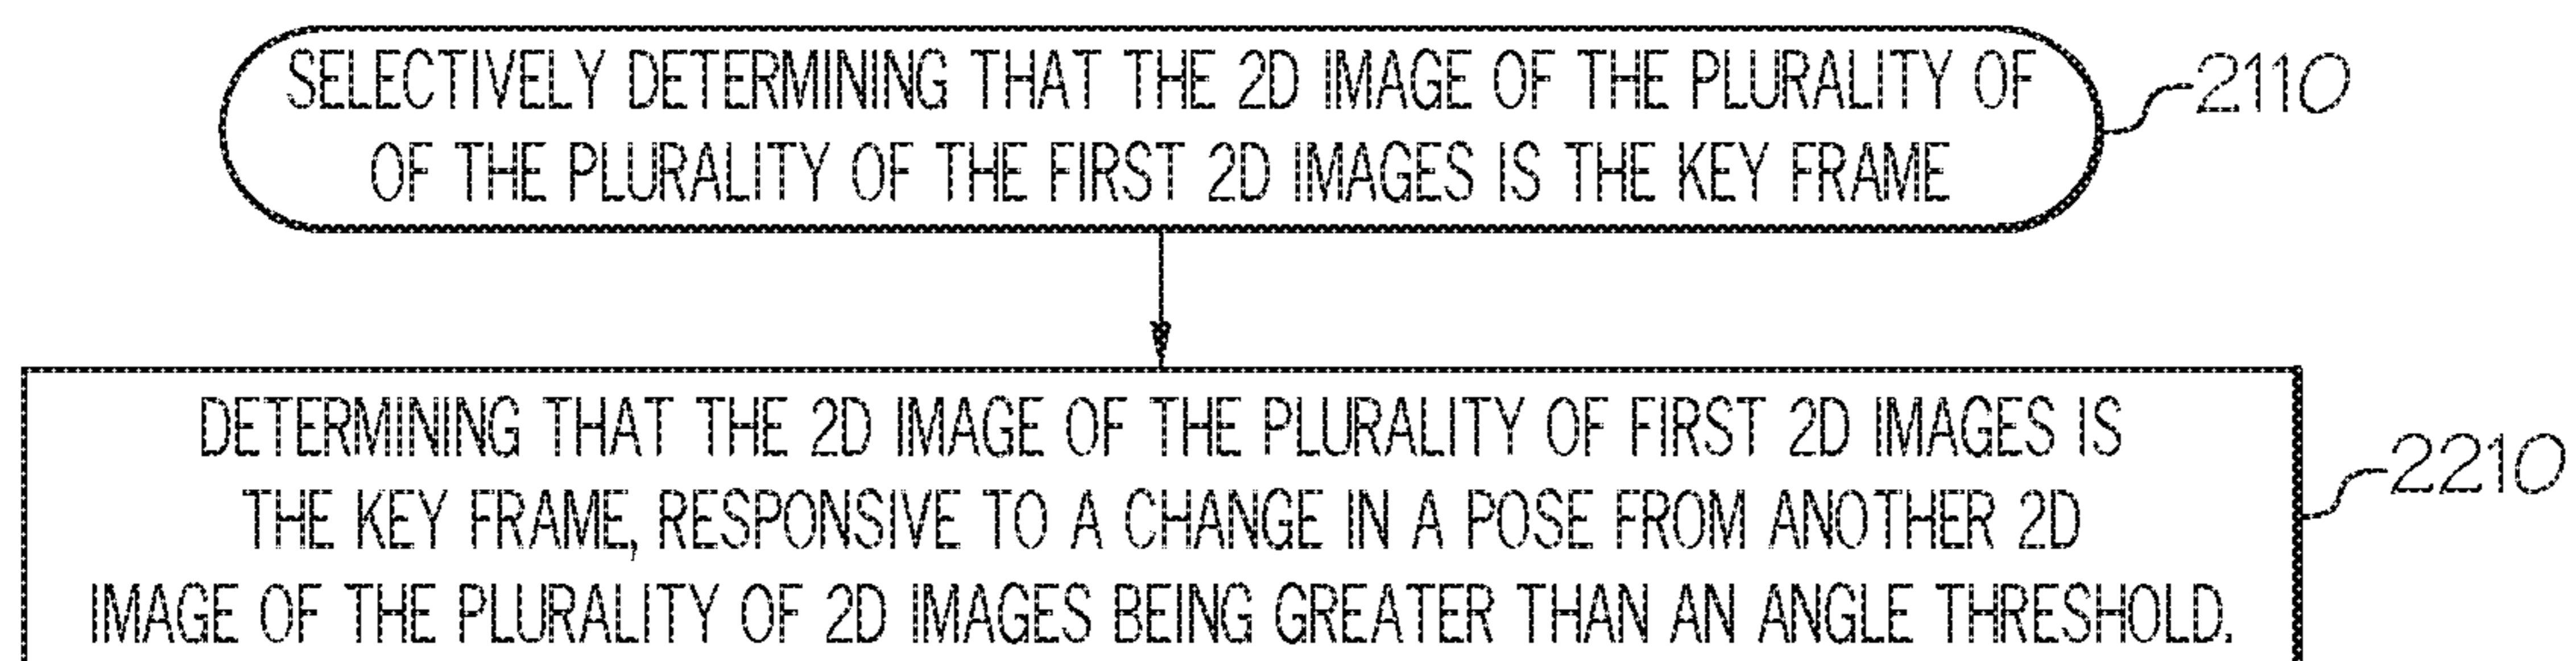 SELECTIVELY DETERMINING THAT THE 2D IMAGE OF THE PLURALITY OF
OF THE PLURALITY OF THE FIRST 2D IMAGES IS THE KEY FRAME
2110
DETERMINING THAT THE 2D IMAGE OF THE PLURALITY OF FIRST 2D IMAGES IS
THE KEY FRAME, RESPONSIVE TO A CHANGE IN A POSE FROM ANOTHER 2D
IMAGE OF THE PLURALITY OF 2D IMAGES BEING GREATER THAN AN ANGLE THRESHOLD.
2210